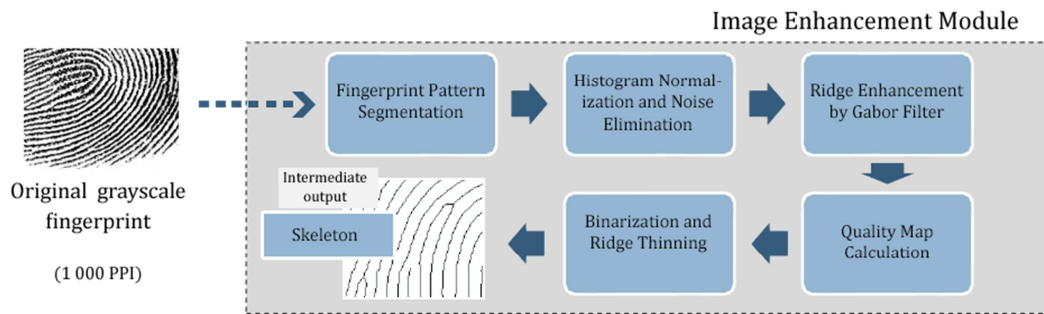 Image Enhancement Module
Original grayscale
fingerprint
(1 000 PPI)
Fingerprint Pattern
Segmentation
Histogram Normal-
ization and Noise
Elimination
Ridge Enhancement
by Gabor Filter
Quality Map
Calculation
Binarization and
Ridge Thinning
Intermediate
output
Skeleton